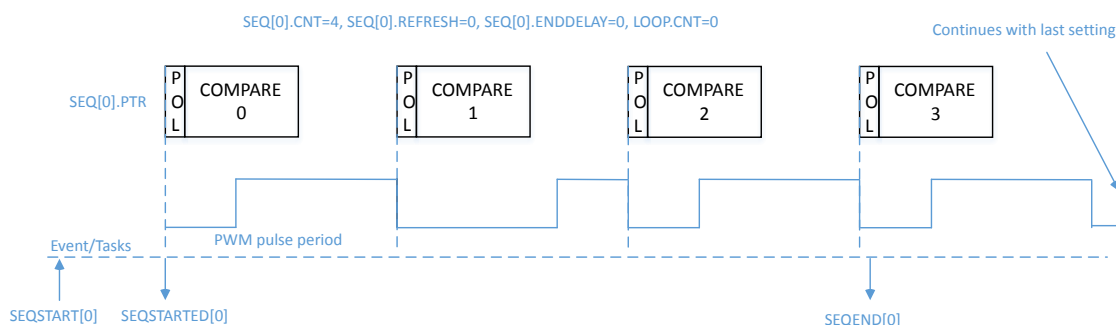 SEQ[0].CNT=4, SEQ[0].REFRESH=0, SEQ[0].ENDDELAY=0, LOOP.CNT=0
Continues with last setting
SEQ[0].PTR
P
O
L
COMPARE
0
P
O
L
COMPARE
1
P
O
L
COMPARE
2
P
O
L
COMPARE
3
Event/Tasks
PWM pulse period
SEQSTART[0]
SEQSTARTED[0]
SEQEND[0]